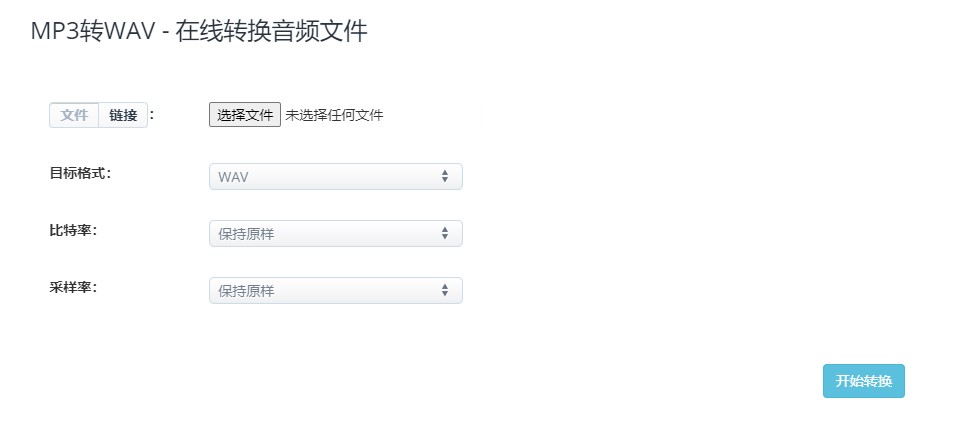 MP3转WAV - 在线转换音频文件
文件 链接 : 选择文件 未选择任何文件
目标格式: WAV
比特率: 保持原样
采样率: 保持原样
开始转换